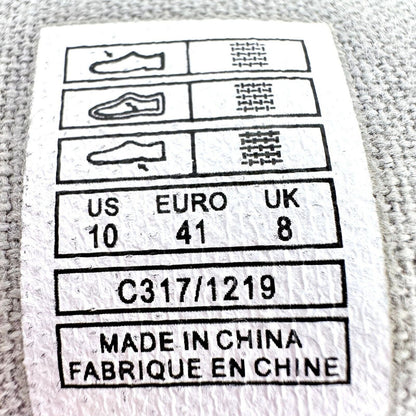 US EURO UK
10 41 8
C317/1219
MADE IN CHINA
FABRIQUE EN CHINE